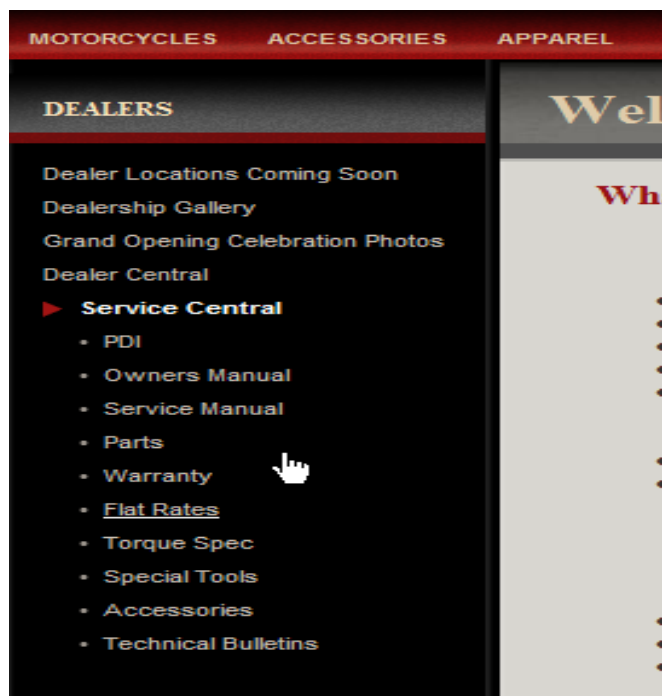 MOTORCYCLES ACCESSORIES APPAREL
DEALERS
Dealer Locations Coming Soon
Dealership Gallery
Grand Opening Celebration Photos
Dealer Central
Service Central
PDI
Owners Manual
Service Manual
Parts
Warranty
Flat Rates
Torque Spec
Special Tools
Accessories
Technical Bulletins